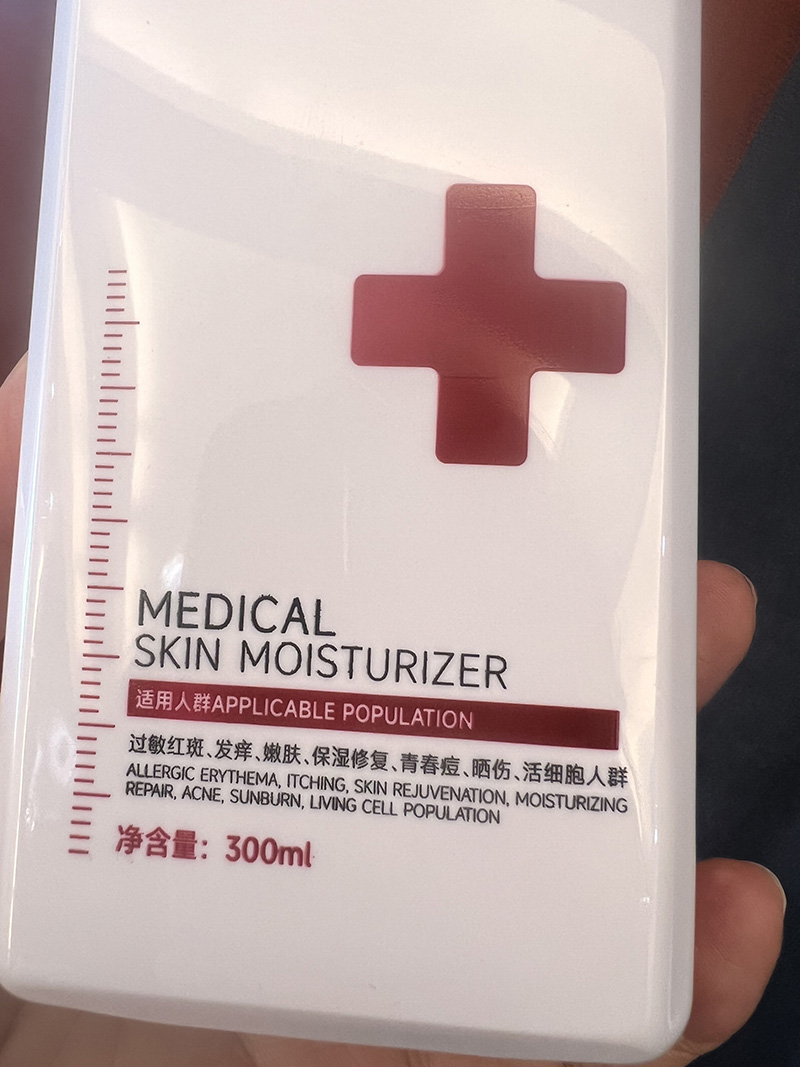 MEDICAL
SKIN MOISTURIZER
适用人群APPLICABLE POPULATION
过敏红斑、发痒、嫩肤、保湿修复、青春痘、晒伤、活细胞人群
ALLERGIC ERYTHEMA, ITCHING, SKIN REJUVENATION, MOISTURIZING
REPAIR, ACNE, SUNBURN, LIVING CELL POPULATION
净含量：300ml